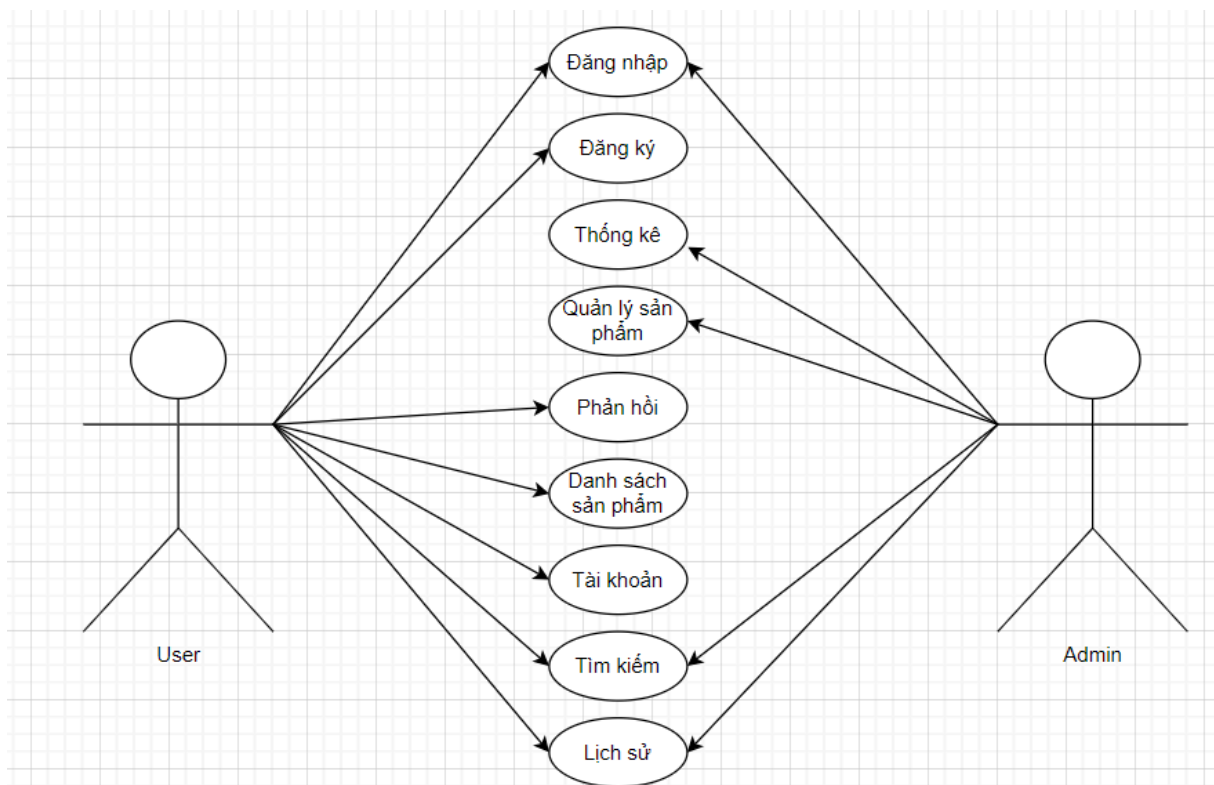 Đăng nhập
Đăng ký
Thống kê
Quản lý sản
phẩm
Phản hồi
Danh sách
sản phẩm
Tài khoản
Tìm kiếm
Lịch sử
User
Admin